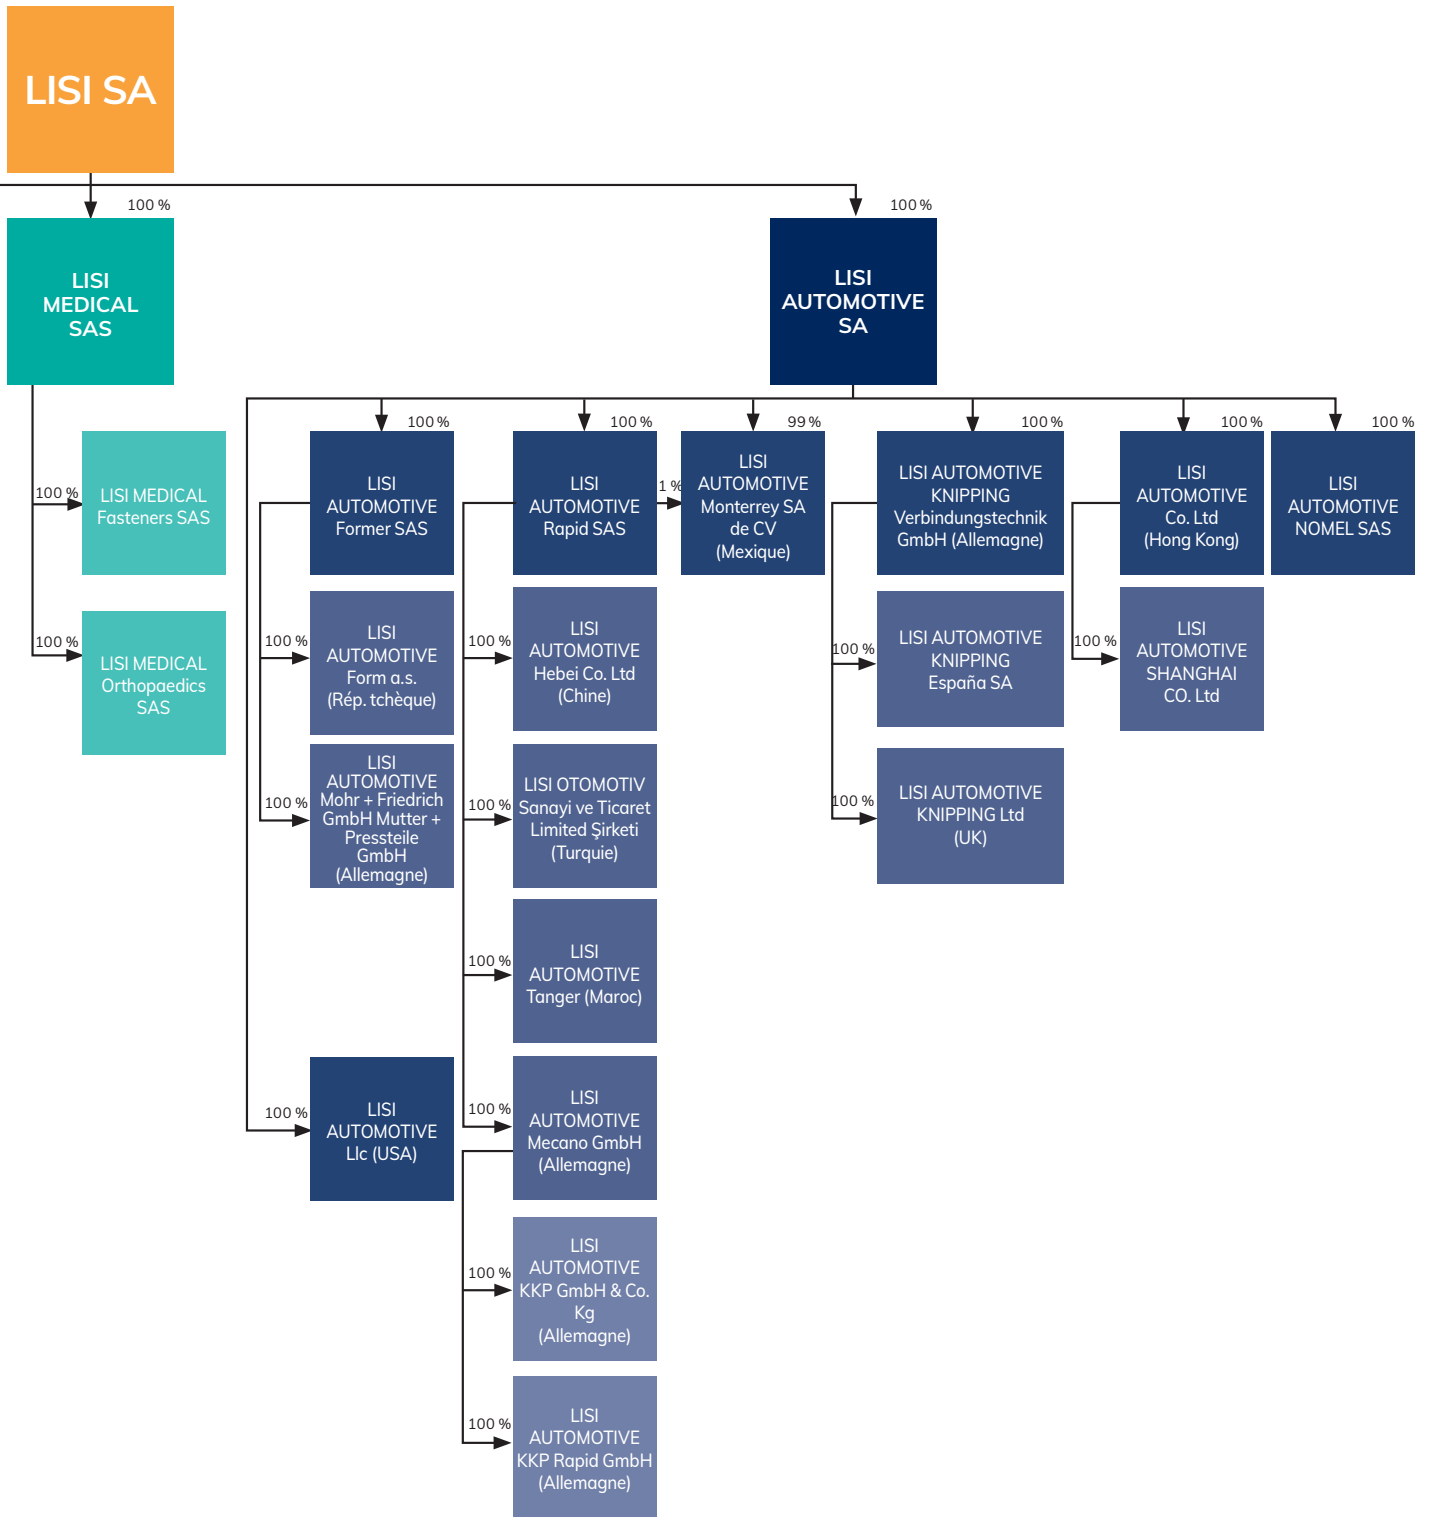 LISI SA
100 %
100 %
LISI
MEDICAL
SAS
LISI
AUTOMOTIVE
SA
100 %
LISI MEDICAL
Fasteners SAS
100 %
LISI MEDICAL
Orthopaedics
SAS
100 %
LISI
AUTOMOTIVE
Former SAS
100 %
LISI
AUTOMOTIVE
Rapid SAS
99 %
1 %
LISI
AUTOMOTIVE
Monterrey SA
de CV
(Mexique)
100 %
LISI AUTOMOTIVE
KNIPPING
Verbindungstechnik
GmbH (Allemagne)
100 %
LISI
AUTOMOTIVE
Co. Ltd
(Hong Kong)
100 %
LISI
AUTOMOTIVE
NOMEL SAS
100 %
LISI
AUTOMOTIVE
Form a.s.
(Rép. tchèque)
100 %
LISI
AUTOMOTIVE
Hebei Co. Ltd
(Chine)
100 %
LISI AUTOMOTIVE
KNIPPING
España SA
100 %
LISI
AUTOMOTIVE
SHANGHAI
CO. Ltd
100 %
LISI
AUTOMOTIVE
Mohr + Friedrich
GmbH Mutter +
Pressteile
GmbH
(Allemagne)
100 %
LISI OTOMOTIV
Sanayi ve Ticaret
Limited Şirketi
(Turquie)
100 %
LISI AUTOMOTIVE
KNIPPING Ltd
(UK)
100 %
LISI
AUTOMOTIVE
Tanger (Maroc)
100 %
LISI
AUTOMOTIVE
Llc (USA)
100 %
LISI
AUTOMOTIVE
Mecano GmbH
(Allemagne)
100 %
LISI
AUTOMOTIVE
KKP GmbH & Co.
Kg
(Allemagne)
100 %
LISI
AUTOMOTIVE
KKP Rapid GmbH
(Allemagne)